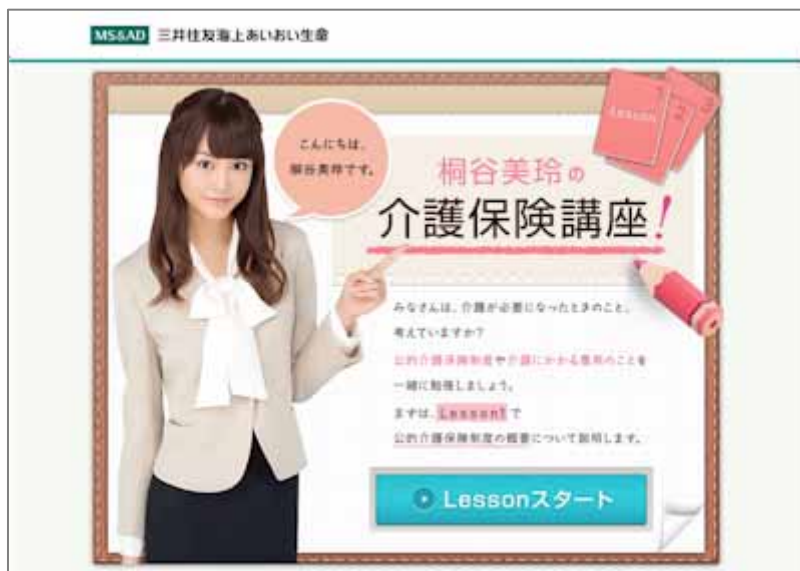 MS&AD 三井住友海上あいおい生命
Lesson
2
3
こんにちは、
桐谷美玲です。
桐谷美玲の
介護保険講座!
みなさんは、介護が必要になったときのこと、
考えていますか?
公的介護保険制度や介護にかかる費用のことを
一緒に勉強しましょう。
まずは、Lesson1で
公的介護保険制度の概要について説明します。
Lessonスタート